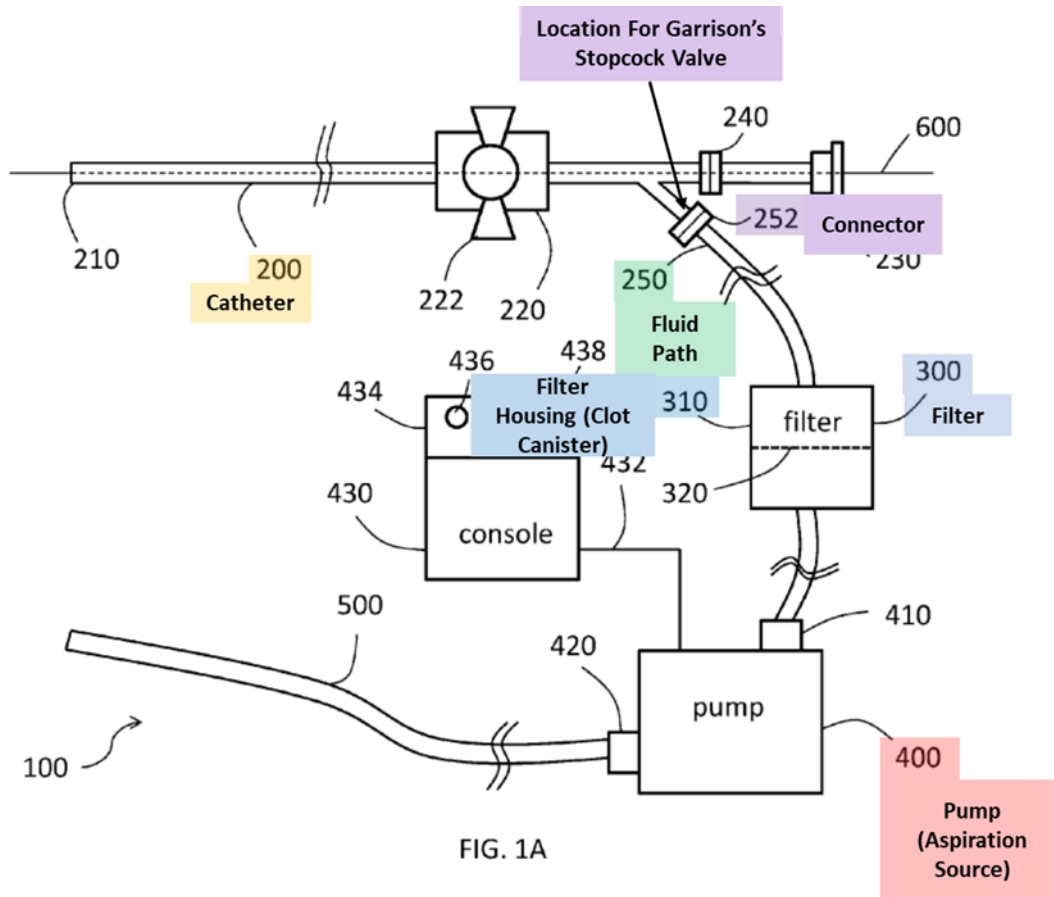 Location For Garrison's
Stopcock Valve
240
600
252
Connector
210
200
Catheter
222
220
250
230
Fluid
Path
436
438
434
Filter
Housing (Clot
Canister)
310
filter
300
Filter
320
432
430
console
500
410
420
pump
100
400
Pump
(Aspiration
Source)
FIG. 1A